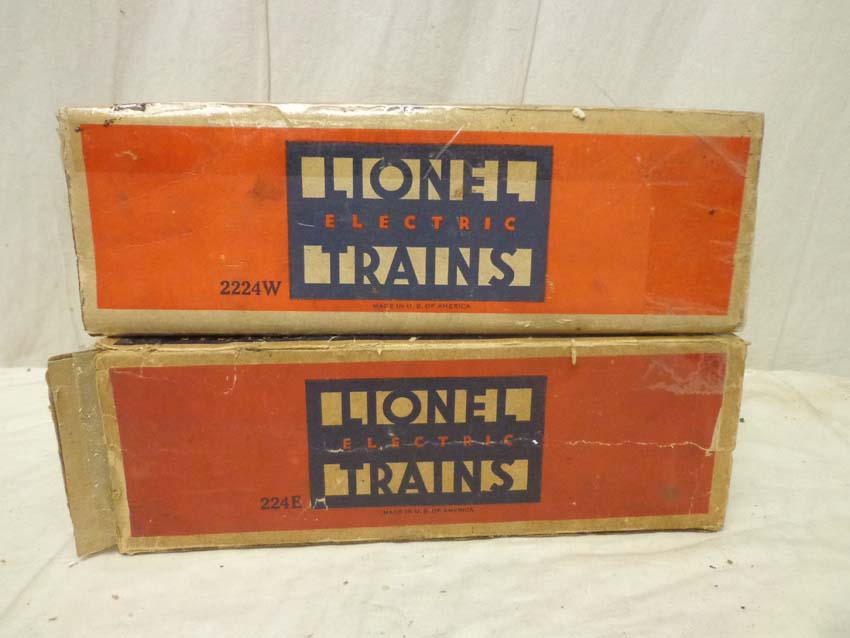 LIONEL
ELECTRIC
TRAINS
2224W
MADE IN U. S. OF AMERICA
LIONEL
ELECTRIC
TRAINS
224E
MADE IN U. S. OF AMERICA